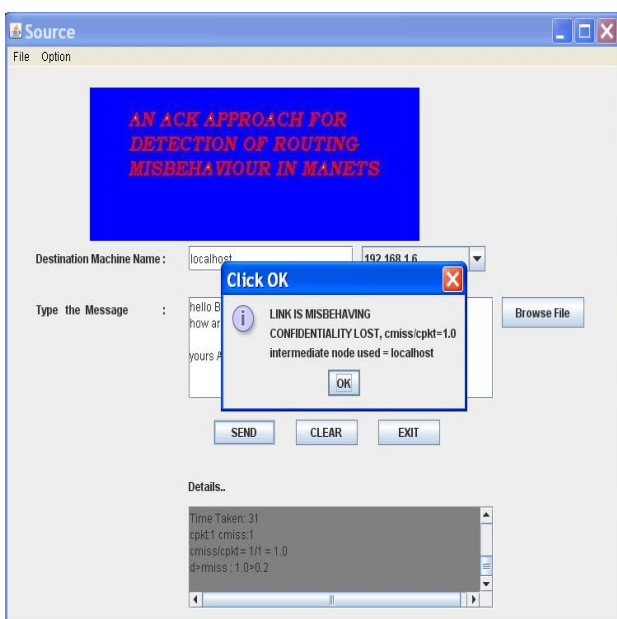 Source
File Option
AN ACK APPROACH FOR
DETECTION OF ROUTING
MISBEHAVIOUR IN MANETS
Destination Machine Name : localhost 192.168.1.6
Click OK
LINK IS MISBEHAVING
CONFIDENTIALITY LOST, cmiss/cpkt=1.0
intermediate node used = localhost
OK
Type the Message : hello B
how ar
yours A
Browse File
SEND CLEAR EXIT
Details..
Time Taken: 31
cpkt:1 cmiss:1
cmiss/cpkt = 1/1 = 1.0
d>rmiss : 1.0>0.2